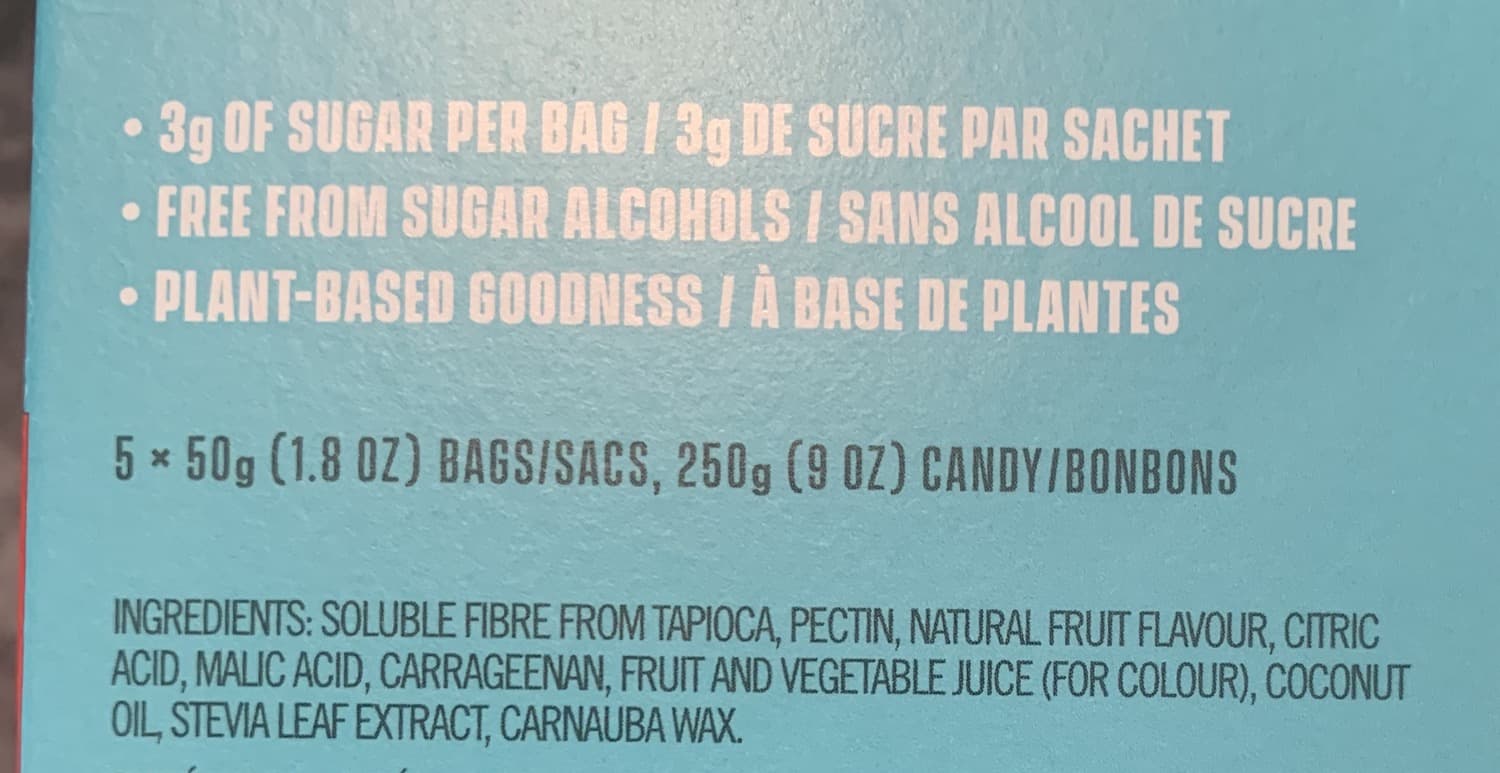 • 3g OF SUGAR PER BAG / 3g DE SUCRE PAR SACHET
• FREE FROM SUGAR ALCOHOLS / SANS ALCOOL DE SUCRE
• PLANT-BASED GOODNESS / À BASE DE PLANTES
5 × 50g (1.8 OZ) BAGS/SACS, 250g (9 OZ) CANDY/BONBONS
INGREDIENTS: SOLUBLE FIBRE FROM TAPIOCA, PECTIN, NATURAL FRUIT FLAVOUR, CITRIC
ACID, MALIC ACID, CARRAGEENAN, FRUIT AND VEGETABLE JUICE (FOR COLOUR), COCONUT
OIL, STEVIA LEAF EXTRACT, CARNAUBA WAX.